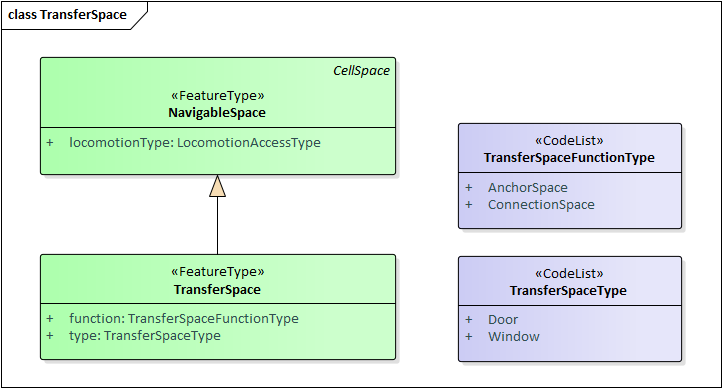 class TransferSpace
CellSpace
«FeatureType»
NavigableSpace
+ locomotionType: LocomotionAccessType
«FeatureType»
TransferSpace
+ function: TransferSpaceFunctionType
+ type: TransferSpaceType
«CodeList»
TransferSpaceFunctionType
+ AnchorSpace
+ ConnectionSpace
«CodeList»
TransferSpaceType
+ Door
+ Window